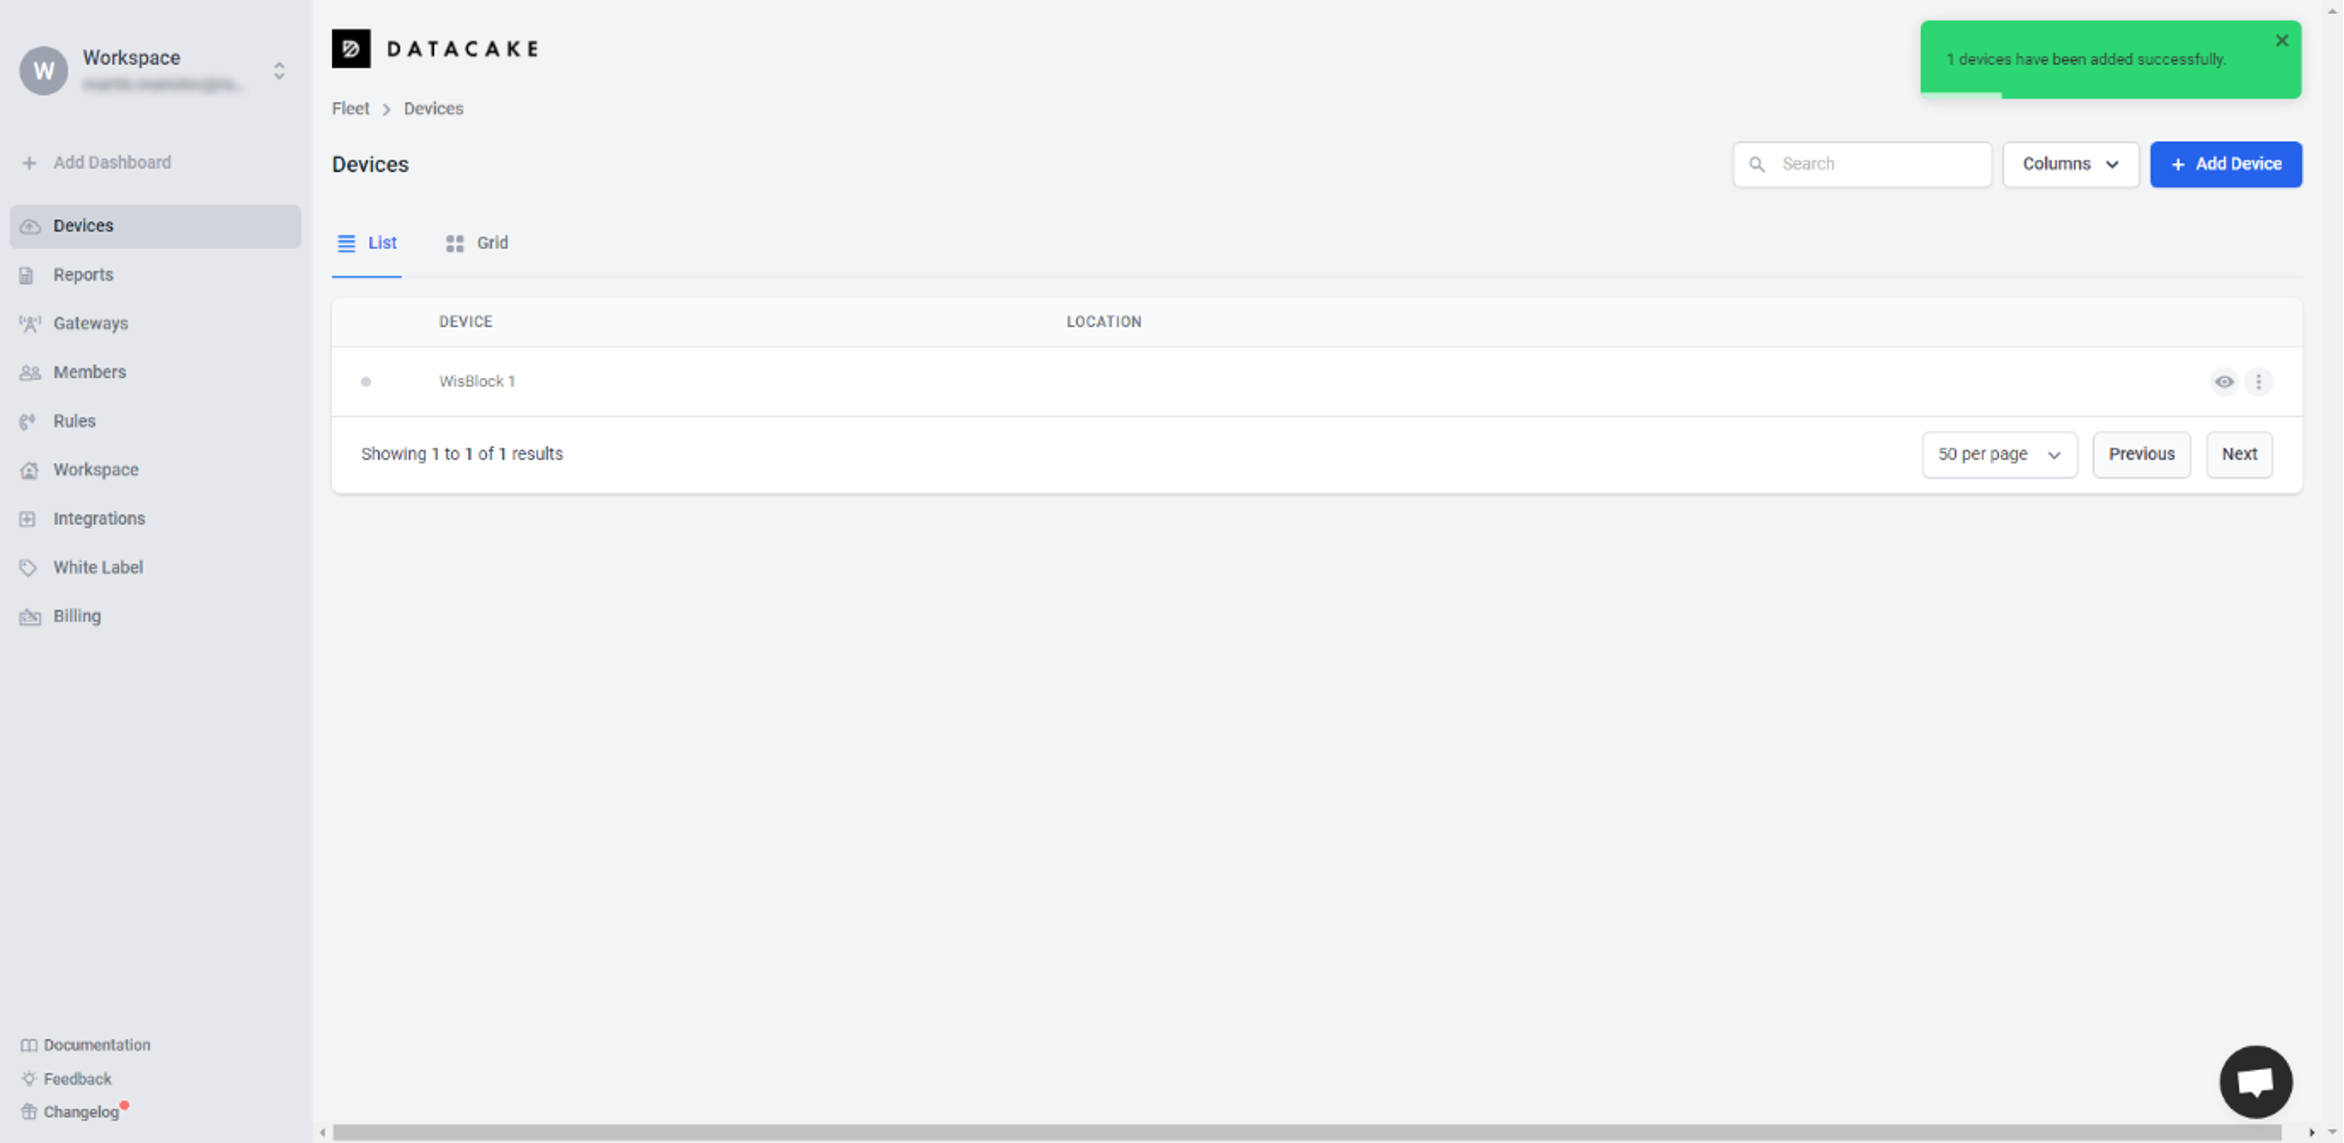 W
Workspace
Add Dashboard
Devices
Reports
Gateways
Members
Rules
Workspace
Integrations
White Label
Billing
Documentation
Feedback
Changelog
DATACAKE
Fleet > Devices
1 devices have been added successfully.
Devices
Search
Columns
+ Add Device
List
Grid
DEVICE LOCATION
WisBlock 1
Showing 1 to 1 of 1 results
50 per page
Previous
Next